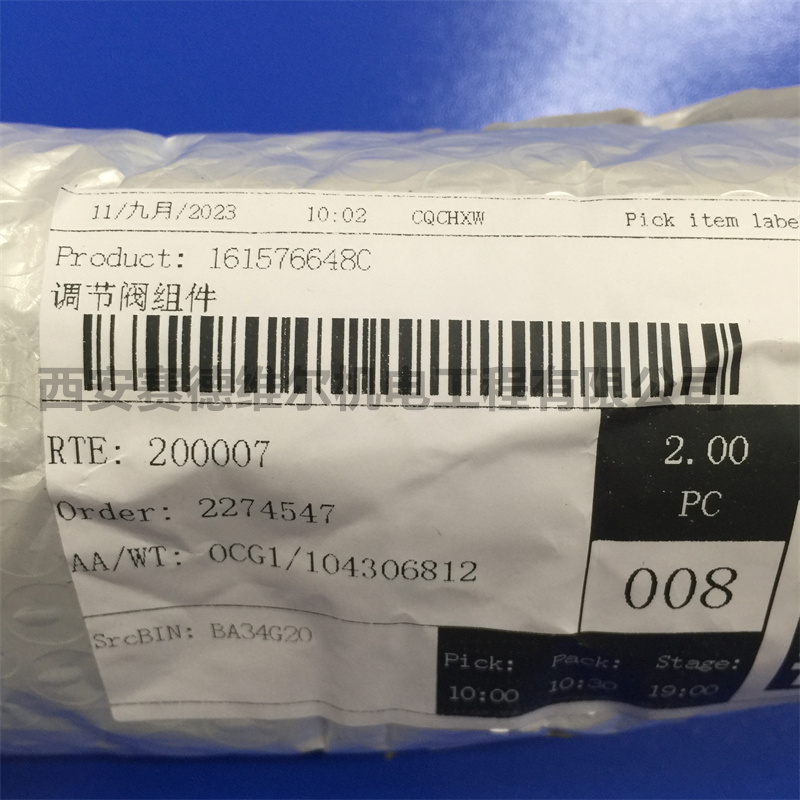 11/九月/2023 10:02 CQCHXW Pick item labe
Product: 161576648C
调节阀组件
西安赛德维尔机电工程有限公司
RTE: 200007
2.00
PC
Order: 2274547
AA/WT: OCG1/104306812
008
SrcBIN: BA34G20
Pick: Pack: Stage:
10:00 10:30 19:00